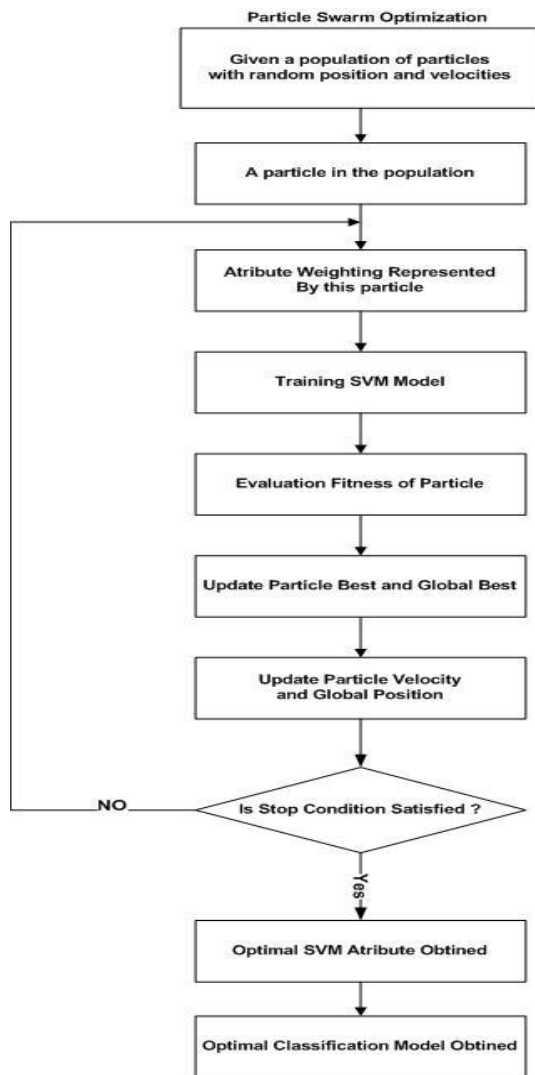 Particle Swarm Optimization
Given a population of particles
with random position and velocities
A particle in the population
Atribute Weighting Represented
By this particle
Training SVM Model
Evaluation Fitness of Particle
Update Particle Best and Global Best
Update Particle Velocity
and Global Position
Is Stop Condition Satisfied ?
NO
Yes
Optimal SVM Atribute Obtined
Optimal Classification Model Obtined